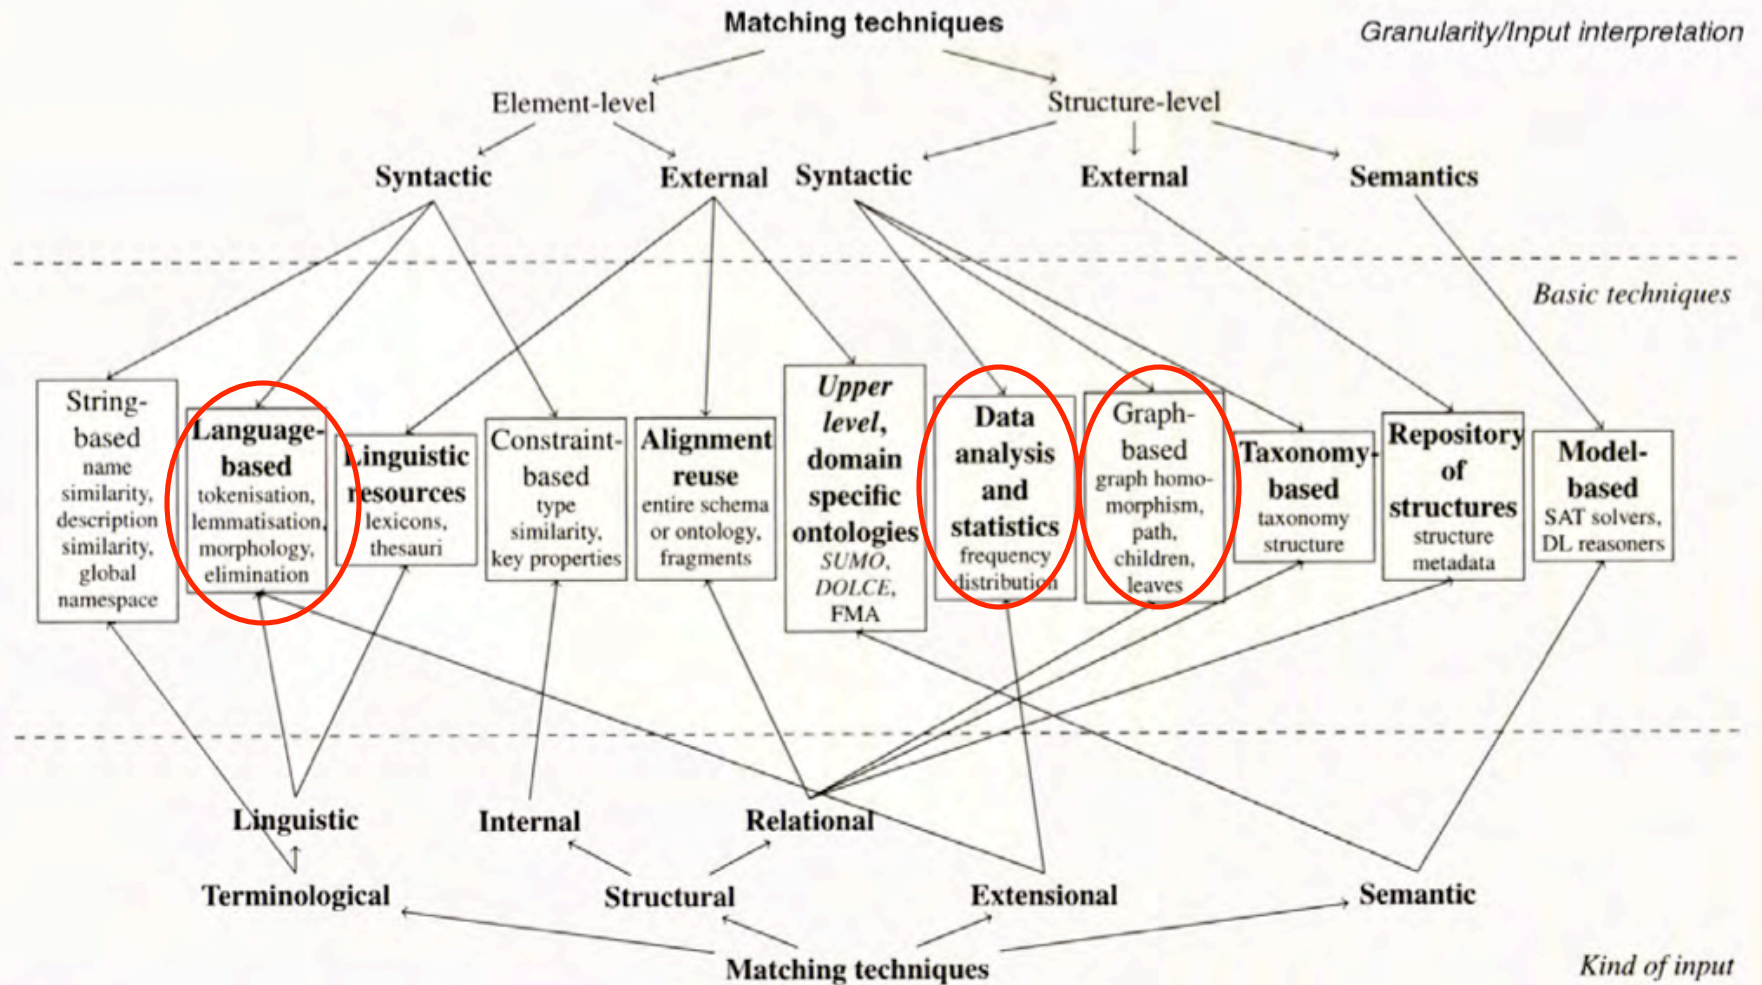 Matching techniques
Granularity/Input interpretation
Element-level
Structure-level
Syntactic
External
Syntactic
External
Semantics
Basic techniques
String-
based
name
similarity,
description
similarity,
global
namespace
Language-
based
tokenisation,
lemmatisation,
morphology,
elimination
Linguistic
resources
lexicons,
thesauri
Constraint-
based
type
similarity,
key properties
Alignment
reuse
entire schema
or ontology,
fragments
Upper
level,
domain
specific
ontologies
SUMO,
DOLCE,
FMA
Data
analysis
and
statistics
frequency
distribution
Graph-
based
graph homo-
morphism,
path,
children,
leaves
Taxonomy-
based
taxonomy
structure
Repository
of
structures
structure
metadata
Model-
based
SAT solvers,
DL reasoners
Linguistic
Internal
Relational
Terminological
Structural
Extensional
Semantic
Matching techniques
Kind of input